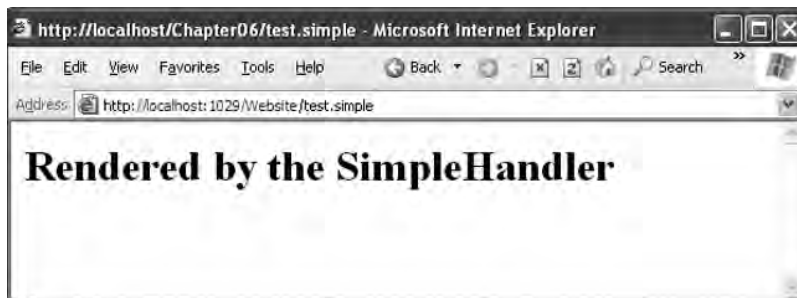 http://localhost/Chapter06/test.simple - Microsoft Internet Explorer
File Edit View Favorites Tools Help Back Search »
Address http://localhost:1029/Website/test.simple
Rendered by the SimpleHandler